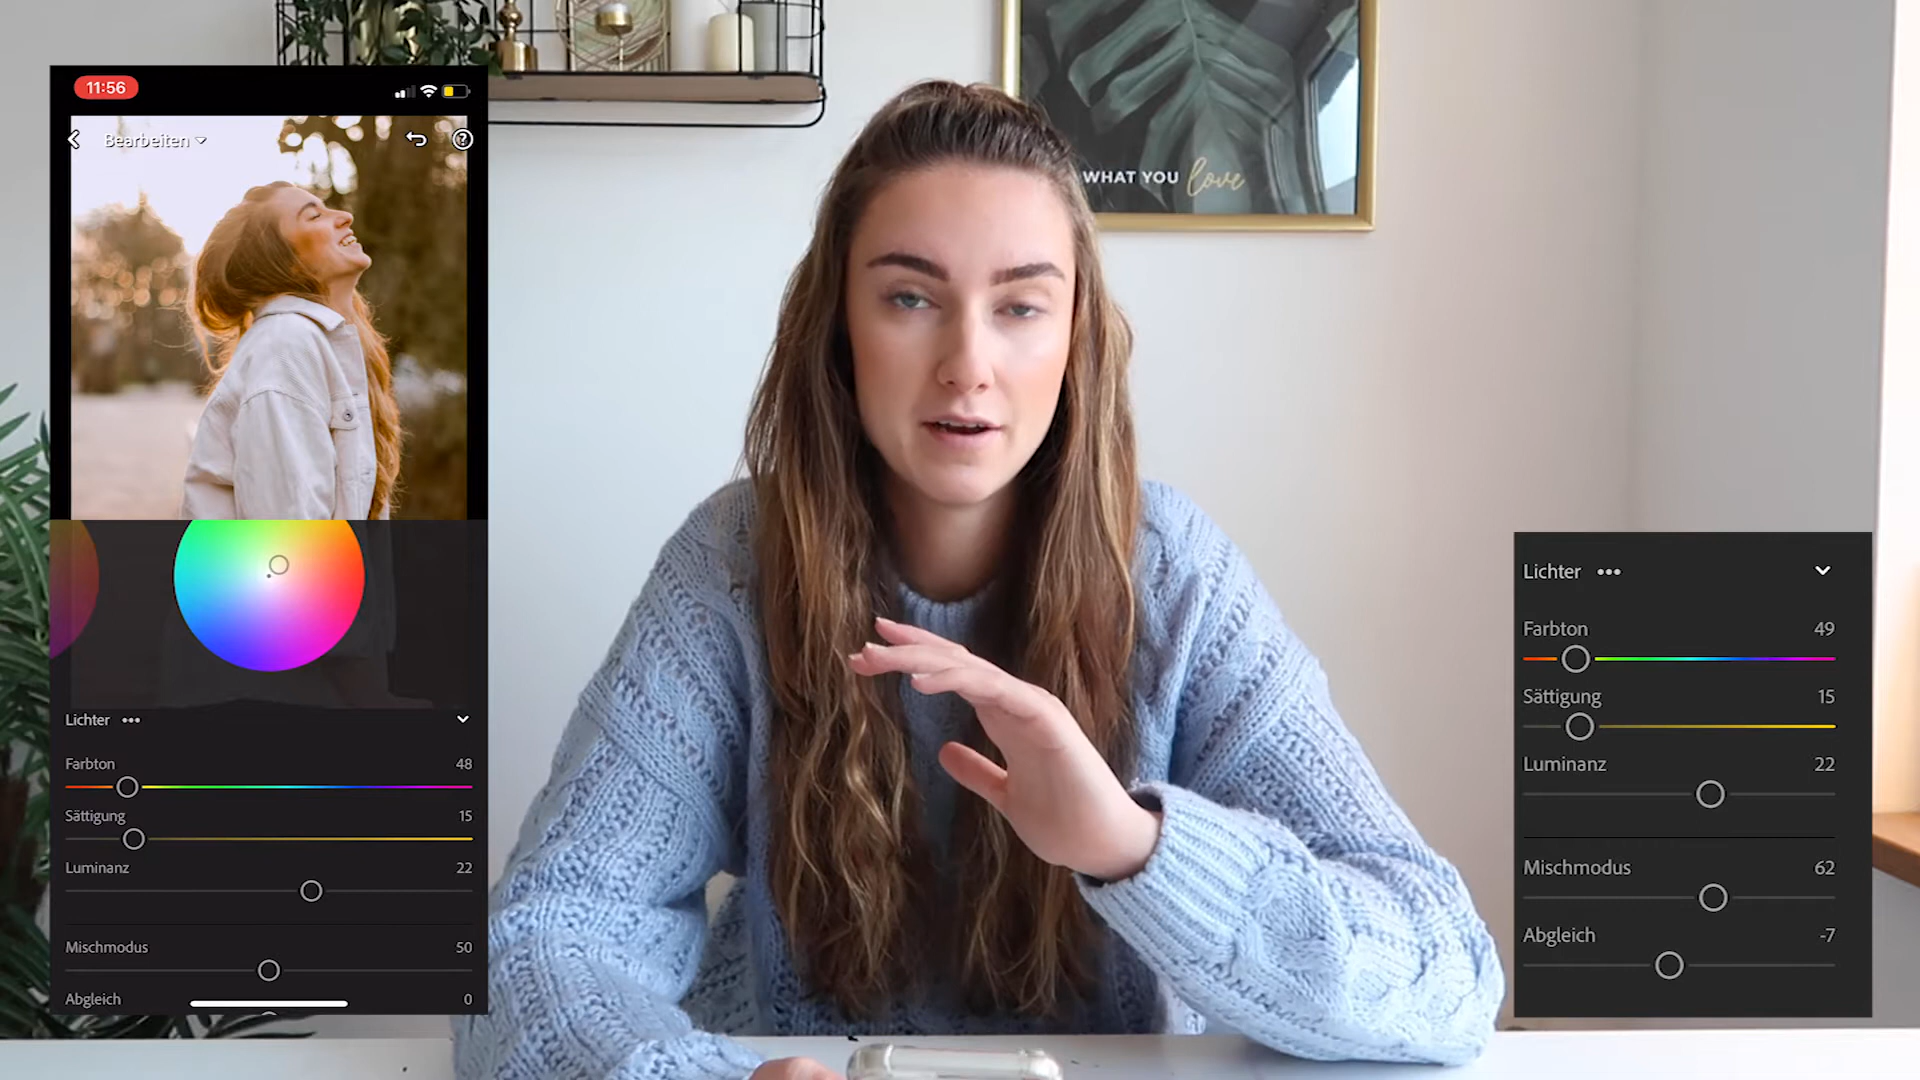 11:56
Bearbeiten
Lichter •••
Farbton 48
Sättigung 15
Luminanz 22
Mischmodus 50
Abgleich 0
WHAT YOU love
Lichter •••
Farbton 49
Sättigung 15
Luminanz 22
Mischmodus 62
Abgleich -7